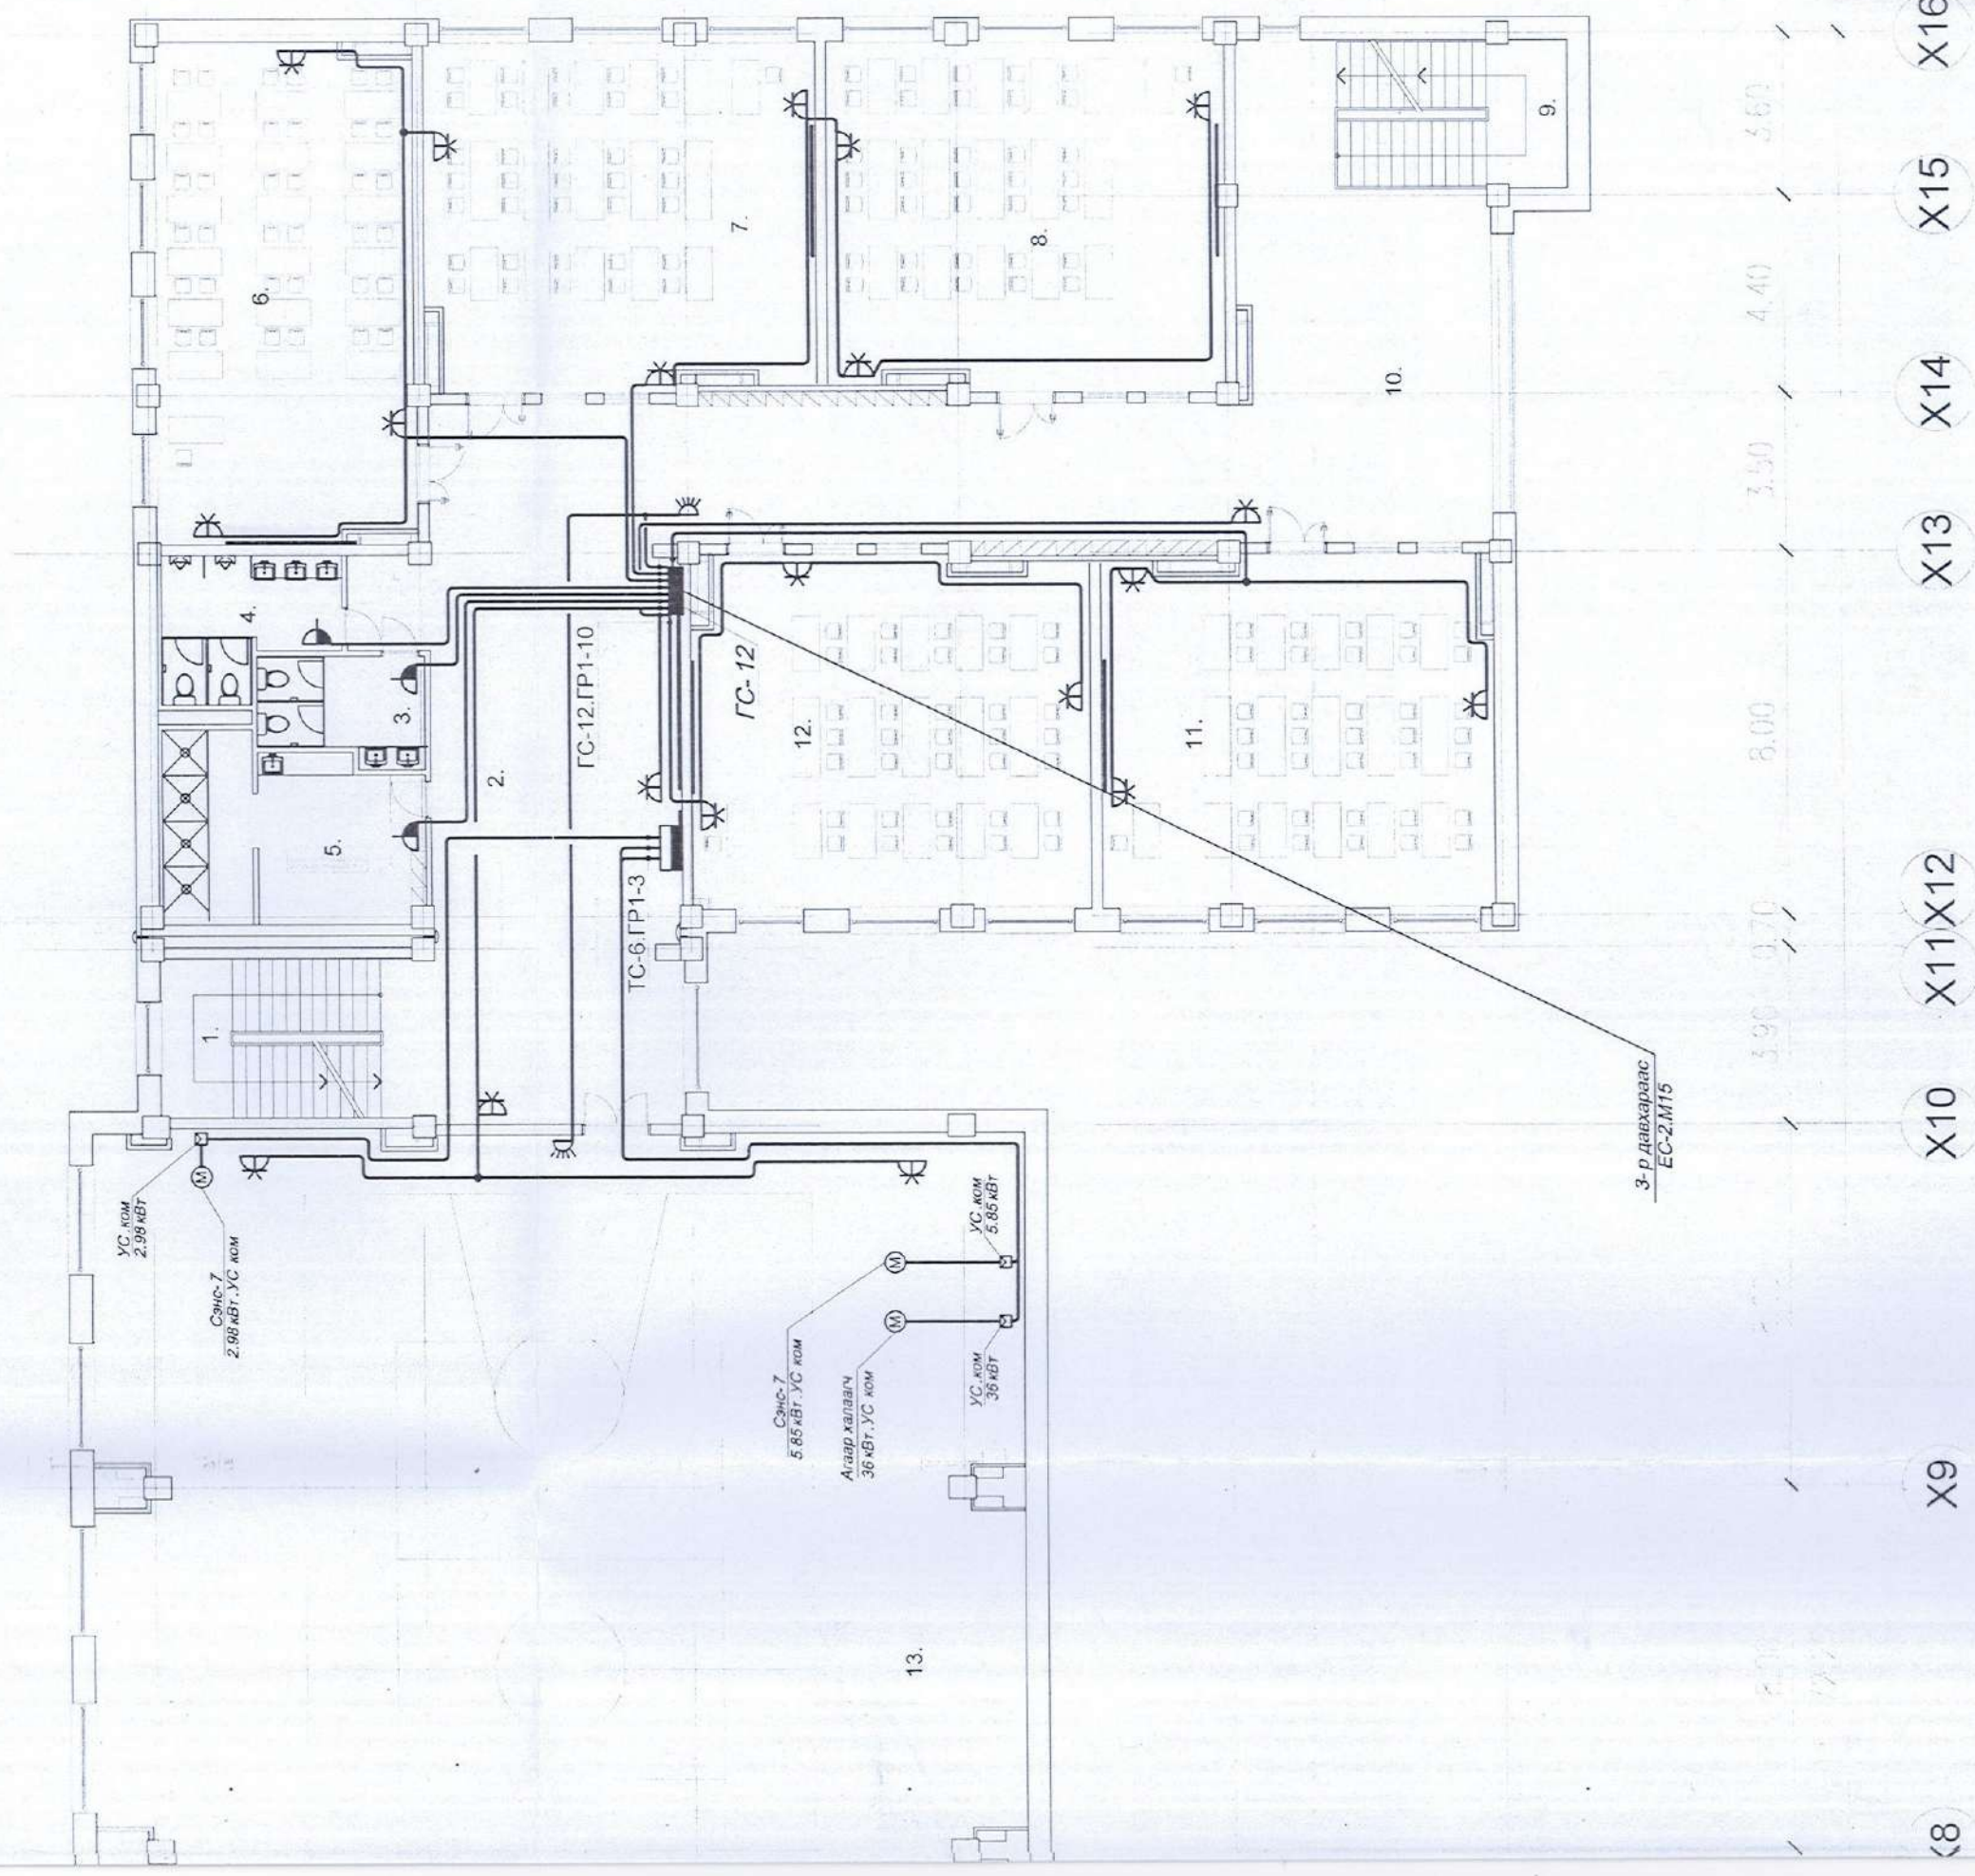 X16
X15
X14
X13
X12
X11
X10
X9
3.60
4.40
3.50
8.00
1.
2.
3.
4.
5.
6.
7.
8.
9.
10.
11.
12.
13.
ГС-12.ГР1-10
ГС-12
ТС-6.ГР1-3
УС.ком
2.98 кВт
Сэнс-7
2.98 кВт.УС ком
Сэнс-7
5.85 кВт.УС ком
Агаар халаагч
36 кВт.УС ком
УС.ком
5.85 кВт
УС.ком
36 кВт
3-р давхараас
ЕС-2.М15
M
M
M